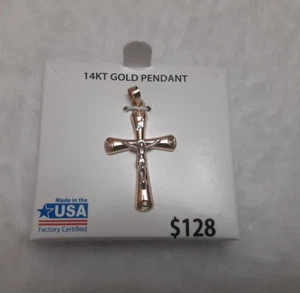 14KT GOLD PENDANT
Made in the
USA
Factory Certified
$128